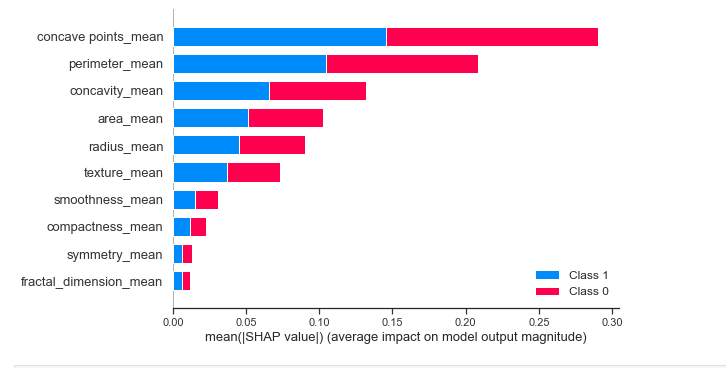 concave points_mean
perimeter_mean
concavity_mean
area_mean
radius_mean
texture_mean
smoothness_mean
compactness_mean
symmetry_mean
fractal_dimension_mean
Class 1
Class 0
0.00 0.05 0.10 0.15 0.20 0.25 0.30
mean(|SHAP value|) (average impact on model output magnitude)